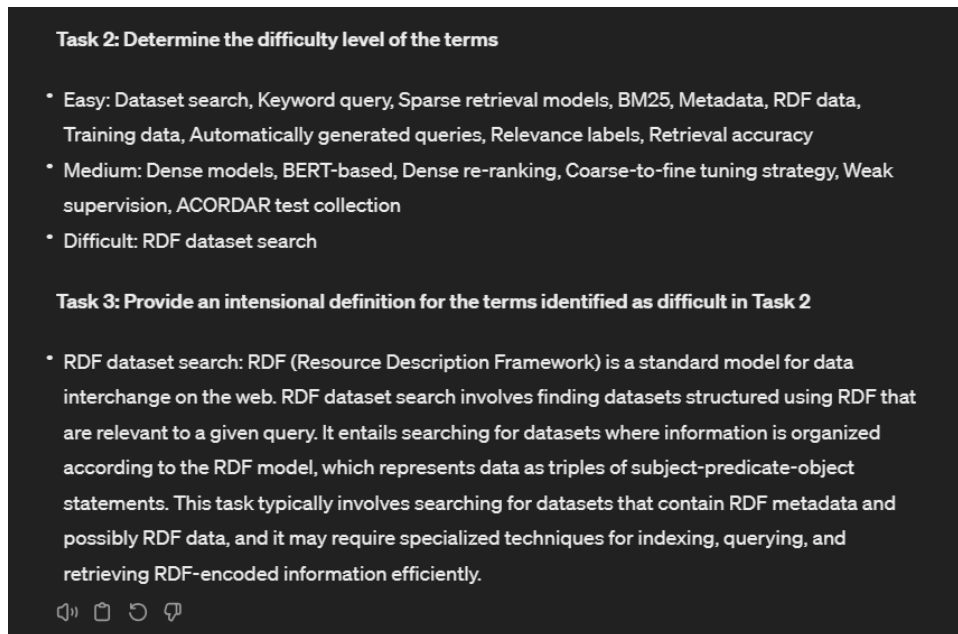 Task 2: Determine the difficulty level of the terms
• Easy: Dataset search, Keyword query, Sparse retrieval models, BM25, Metadata, RDF data,
Training data, Automatically generated queries, Relevance labels, Retrieval accuracy
• Medium: Dense models, BERT-based, Dense re-ranking, Coarse-to-fine tuning strategy, Weak
supervision, ACORDAR test collection
• Difficult: RDF dataset search
Task 3: Provide an intensional definition for the terms identified as difficult in Task 2
• RDF dataset search: RDF (Resource Description Framework) is a standard model for data
interchange on the web. RDF dataset search involves finding datasets structured using RDF that
are relevant to a given query. It entails searching for datasets where information is organized
according to the RDF model, which represents data as triples of subject-predicate-object
statements. This task typically involves searching for datasets that contain RDF metadata and
possibly RDF data, and it may require specialized techniques for indexing, querying, and
retrieving RDF-encoded information efficiently.